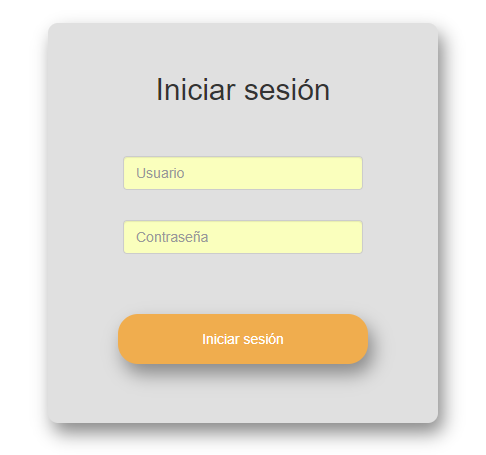 Iniciar sesión
Usuario
Contraseña
Iniciar sesión